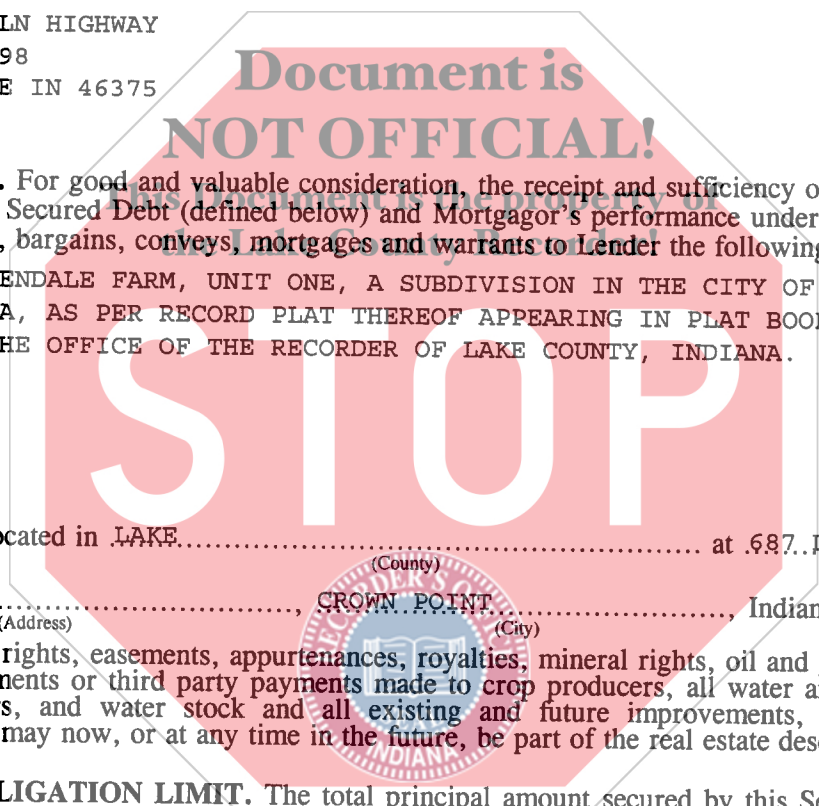 LN HIGHWAY
98
E IN 46375
Document is
NOT OFFICIAL!
. For good and valuable consideration, the receipt and sufficiency o
This Document is the property of
Secured Debt (defined below) and Mortgagor's performance under
the Lake County Recorder!
, bargains, conveys, mortgages and warrants to Lender the following
ENDALE FARM, UNIT ONE, A SUBDIVISION IN THE CITY OF
A, AS PER RECORD PLAT THEREOF APPEARING IN PLAT BOO
HE OFFICE OF THE RECORDER OF LAKE COUNTY, INDIANA.
STOP
ocated in LAKE at 687
(County)
, CROWN POINT, Indian
(Address) (City)
rights, easements, appurtenances, royalties, mineral rights, oil and
ments or third party payments made to crop producers, all water a
s, and water stock and all existing and future improvements,
may now, or at any time in the future, be part of the real estate des
SEAL
INDIANA
LIGATION LIMIT. The total principal amount secured by this Se